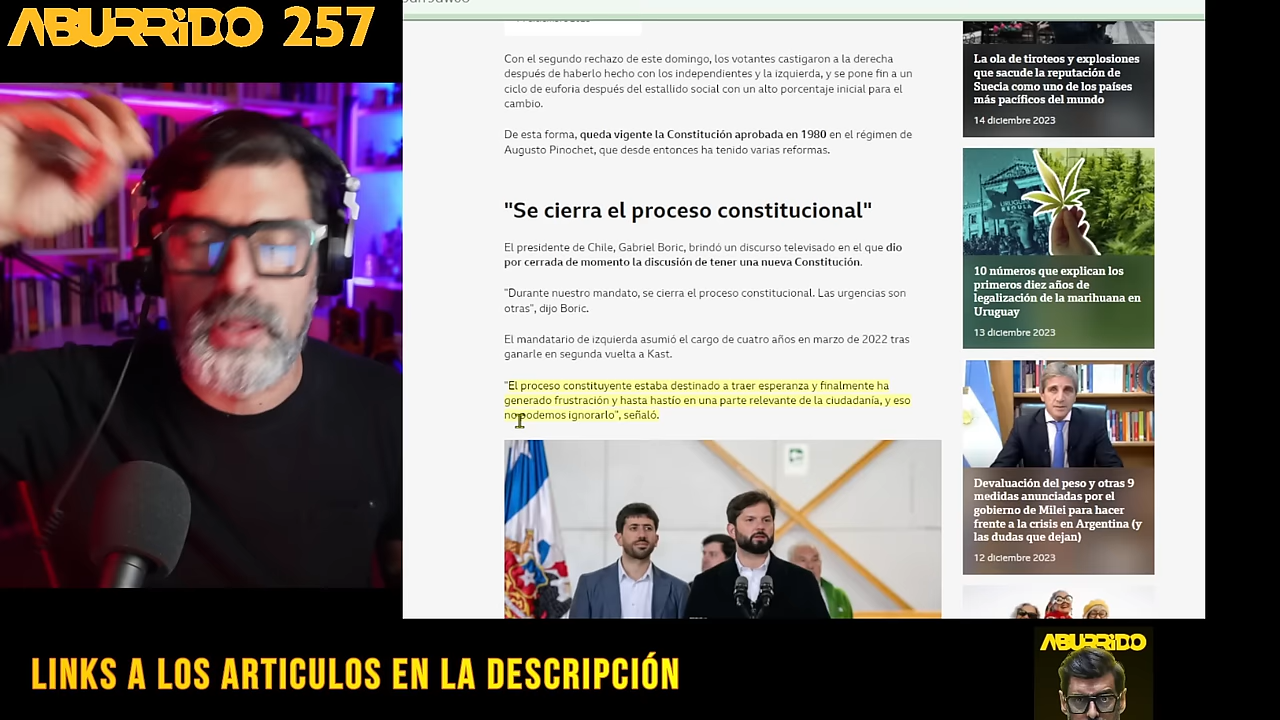 ABURRiDO 257
Con el segundo rechazo de este domingo, los votantes castigaron a la derecha
después de haberlo hecho con los independientes y la izquierda, y se pone fin a un
ciclo de euforia después del estallido social con un alto porcentaje inicial para el
cambio.
De esta forma, queda vigente la Constitución aprobada en 1980 en el régimen de
Augusto Pinochet, que desde entonces ha tenido varias reformas.
"Se cierra el proceso constitucional"
El presidente de Chile, Gabriel Boric, brindó un discurso televisado en el que dio
por cerrada de momento la discusión de tener una nueva Constitución.
"Durante nuestro mandato, se cierra el proceso constitucional. Las urgencias son
otras", dijo Boric.
El mandatario de izquierda asumió el cargo de cuatro años en marzo de 2022 tras
ganarle en segunda vuelta a Kast.
"El proceso constituyente estaba destinado a traer esperanza y finalmente ha
generado frustración y hasta hastío en una parte relevante de la ciudadanía, y eso
no podemos ignorarlo", señaló.
La ola de tiroteos y explosiones
que sacude la reputación de
Suecia como uno de los países
más pacíficos del mundo
14 diciembre 2023
10 números que explican los
primeros diez años de
legalización de la marihuana en
Uruguay
13 diciembre 2023
Devaluación del peso y otras 9
medidas anunciadas por el
gobierno de Milei para hacer
frente a la crisis en Argentina (y
las dudas que dejan)
12 diciembre 2023
LINKS A LOS ARTICULOS EN LA DESCRIPCIÓN
ABURRiDO